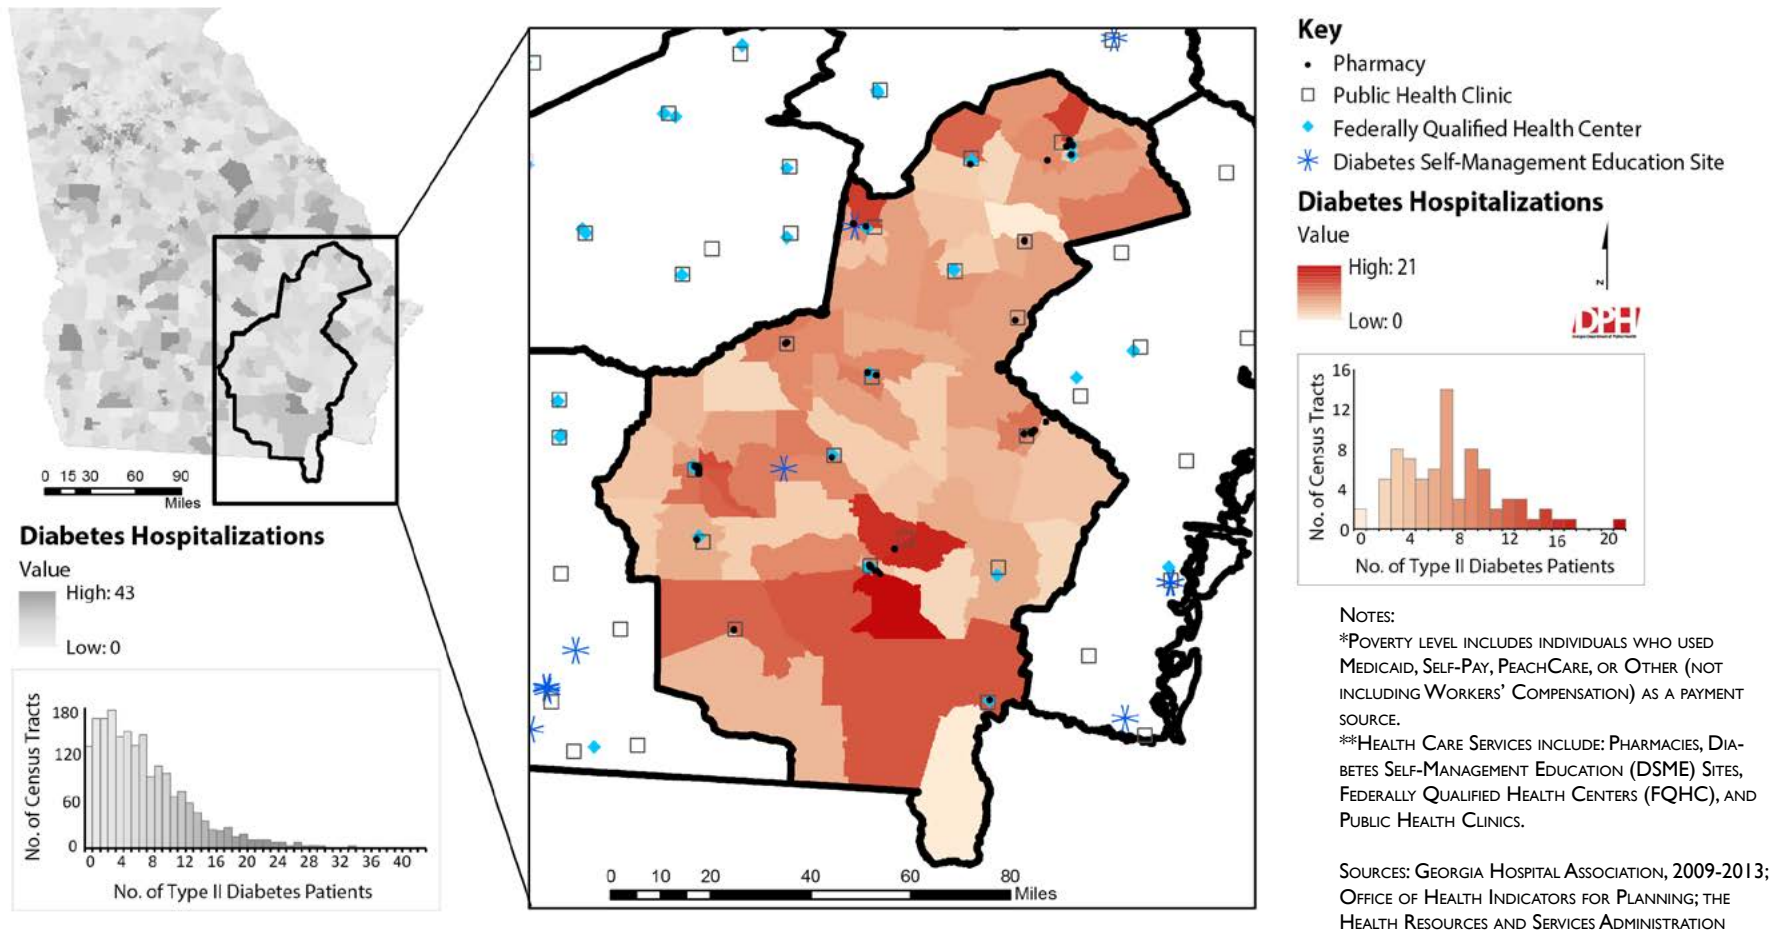 0 15 30 60 90
Miles
Diabetes Hospitalizations
Value
High: 43
Low: 0
No. of Census Tracts
180
120
60
0
0 4 8 12 16 20 24 28 32 36 40
No. of Type II Diabetes Patients
0 10 20 40 60 80
Miles
Key
Pharmacy
Public Health Clinic
Federally Qualified Health Center
Diabetes Self-Management Education Site
Diabetes Hospitalizations
Value
High: 21
Low: 0
N
DPH
No. of Census Tracts
16
12
8
4
0
0 4 8 12 16 20
No. of Type II Diabetes Patients
NOTES:
*POVERTY LEVEL INCLUDES INDIVIDUALS WHO USED
MEDICAID, SELF-PAY, PEACHCARE, OR OTHER (NOT
INCLUDING WORKERS' COMPENSATION) AS A PAYMENT
SOURCE.
**HEALTH CARE SERVICES INCLUDE: PHARMACIES, DIA-
BETES SELF-MANAGEMENT EDUCATION (DSME) SITES,
FEDERALLY QUALIFIED HEALTH CENTERS (FQHC), AND
PUBLIC HEALTH CLINICS.
SOURCES: GEORGIA HOSPITAL ASSOCIATION, 2009-2013;
OFFICE OF HEALTH INDICATORS FOR PLANNING; THE
HEALTH RESOURCES AND SERVICES ADMINISTRATION